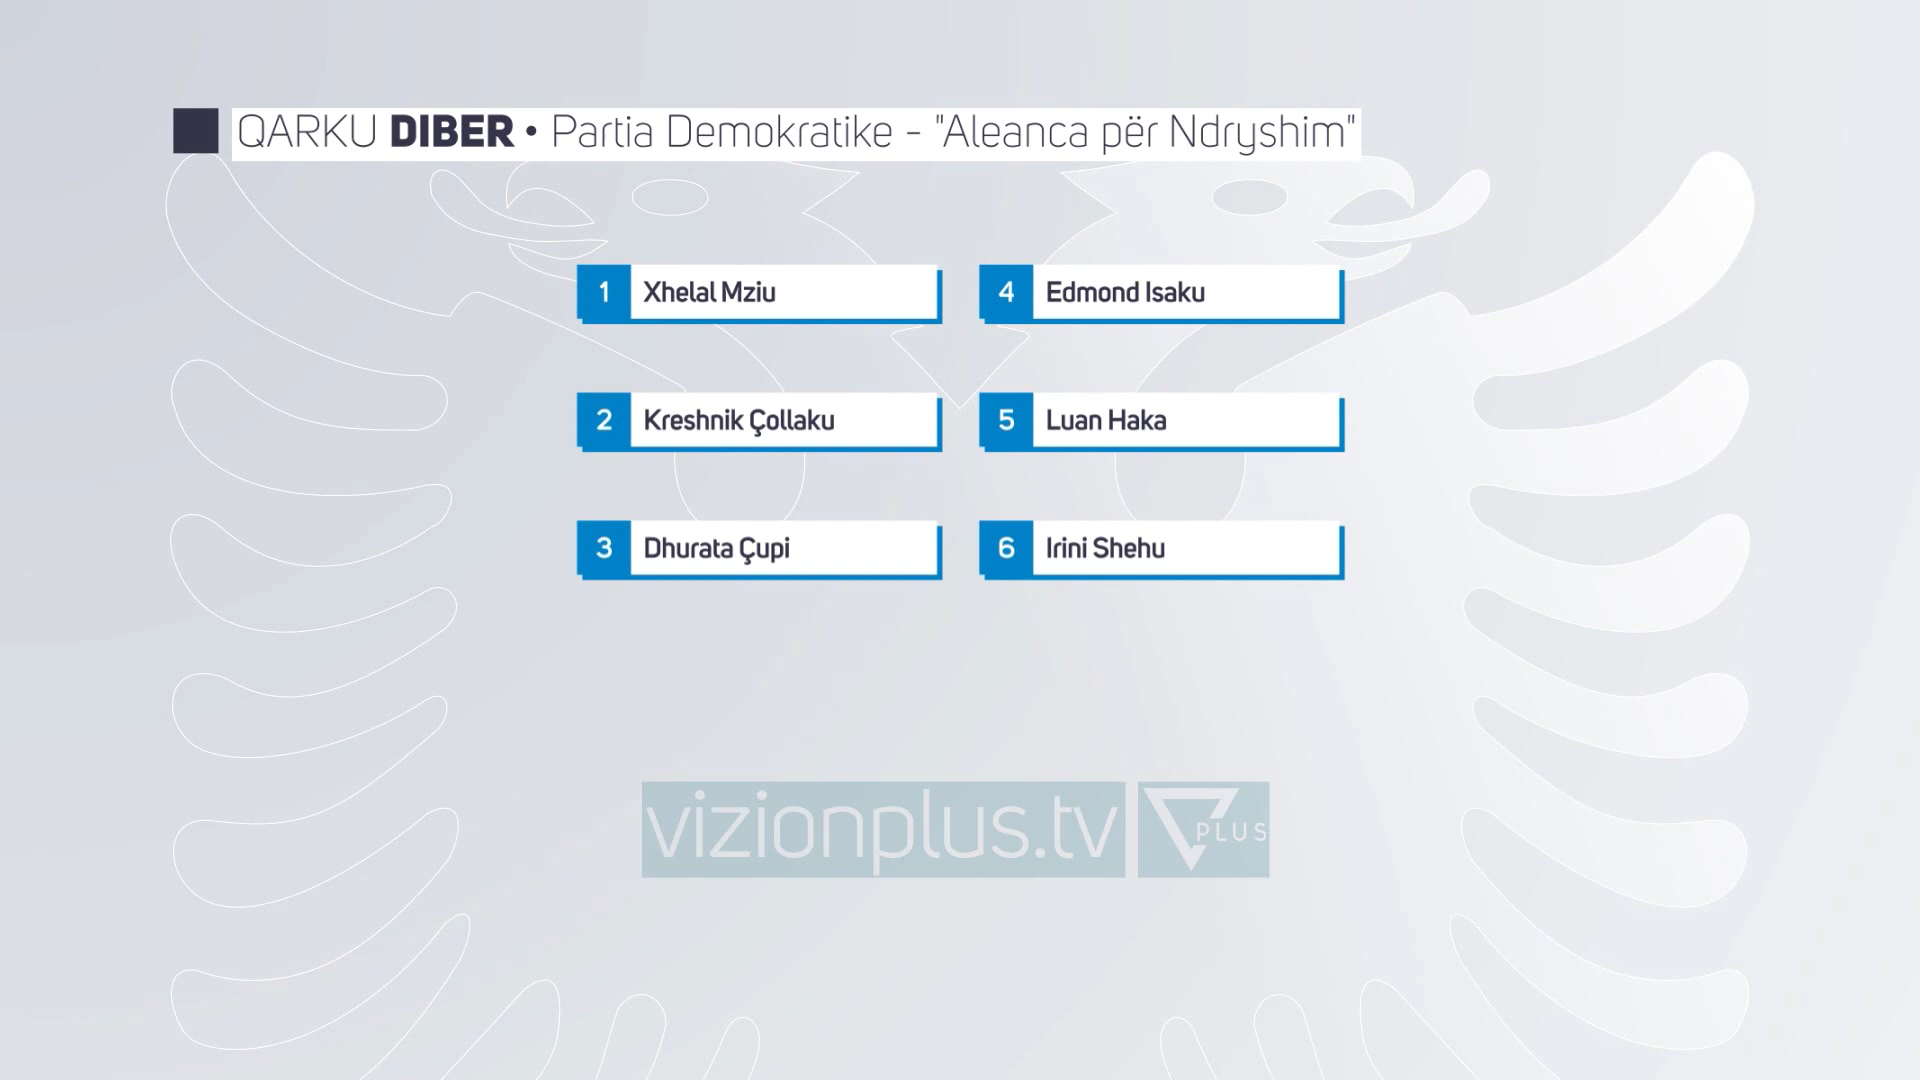 QARKU DIBER • Partia Demokratike - "Aleanca për Ndryshim"
1 Xhelal Mziu
2 Kreshnik Çollaku
3 Dhurata Çupi
4 Edmond Isaku
5 Luan Haka
6 Irini Shehu
vizionplus.tv PLUS